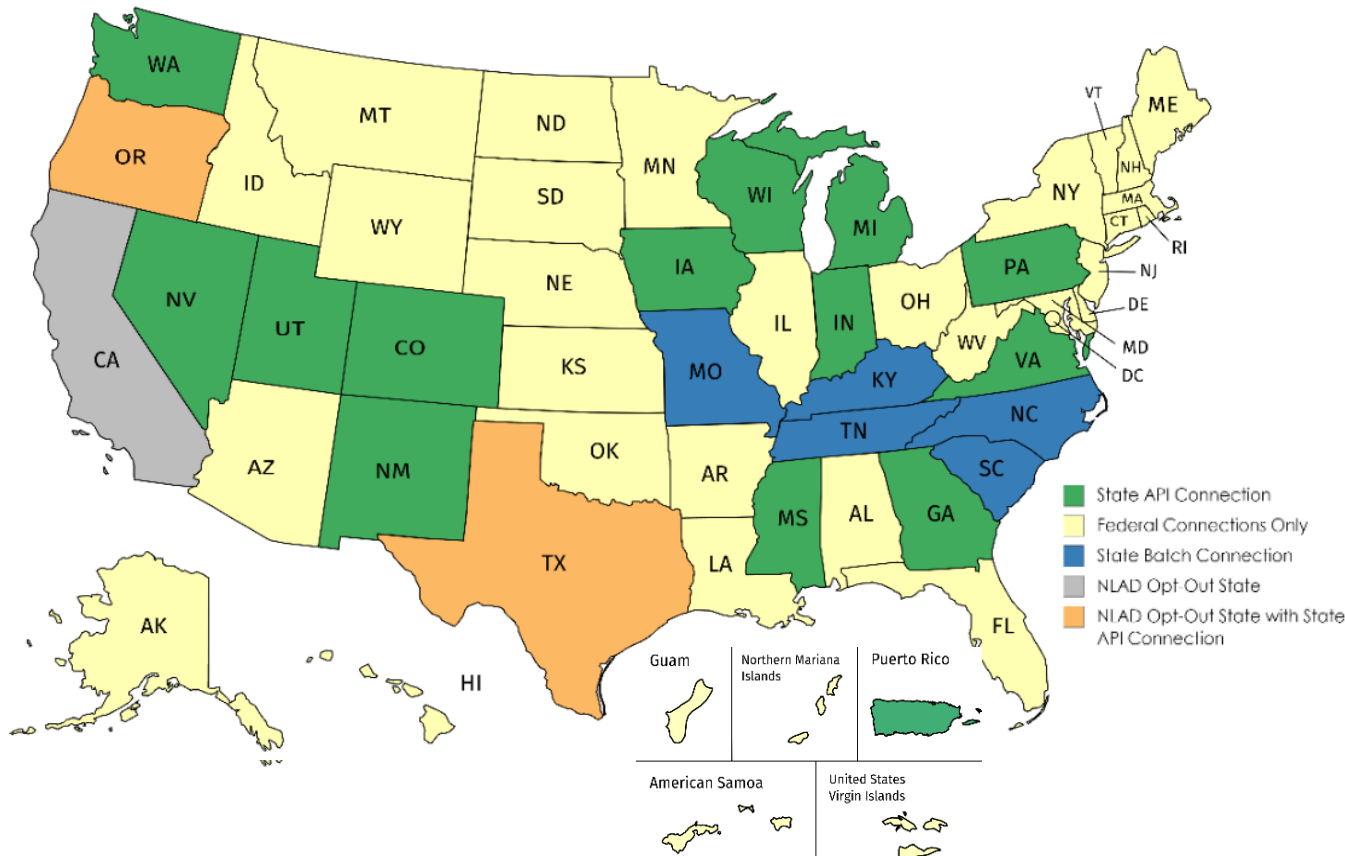 WA
MT
ND
MN
VT
ME
OR
ID
SD
WI
NH
NY
MA
WY
MI
CT
RI
IA
PA
NJ
NE
NV
OH
DE
UT
IL
IN
CO
WV
MD
CA
KS
MO
VA
DC
KY
NC
TN
OK
AZ
NM
AR
SC
State API Connection
MS
AL
GA
Federal Connections Only
TX
LA
State Batch Connection
NLAD Opt-Out State
AK
FL
NLAD Opt-Out State with State
API Connection
HI
Guam
Northern Mariana
Islands
Puerto Rico
American Samoa
United States
Virgin Islands